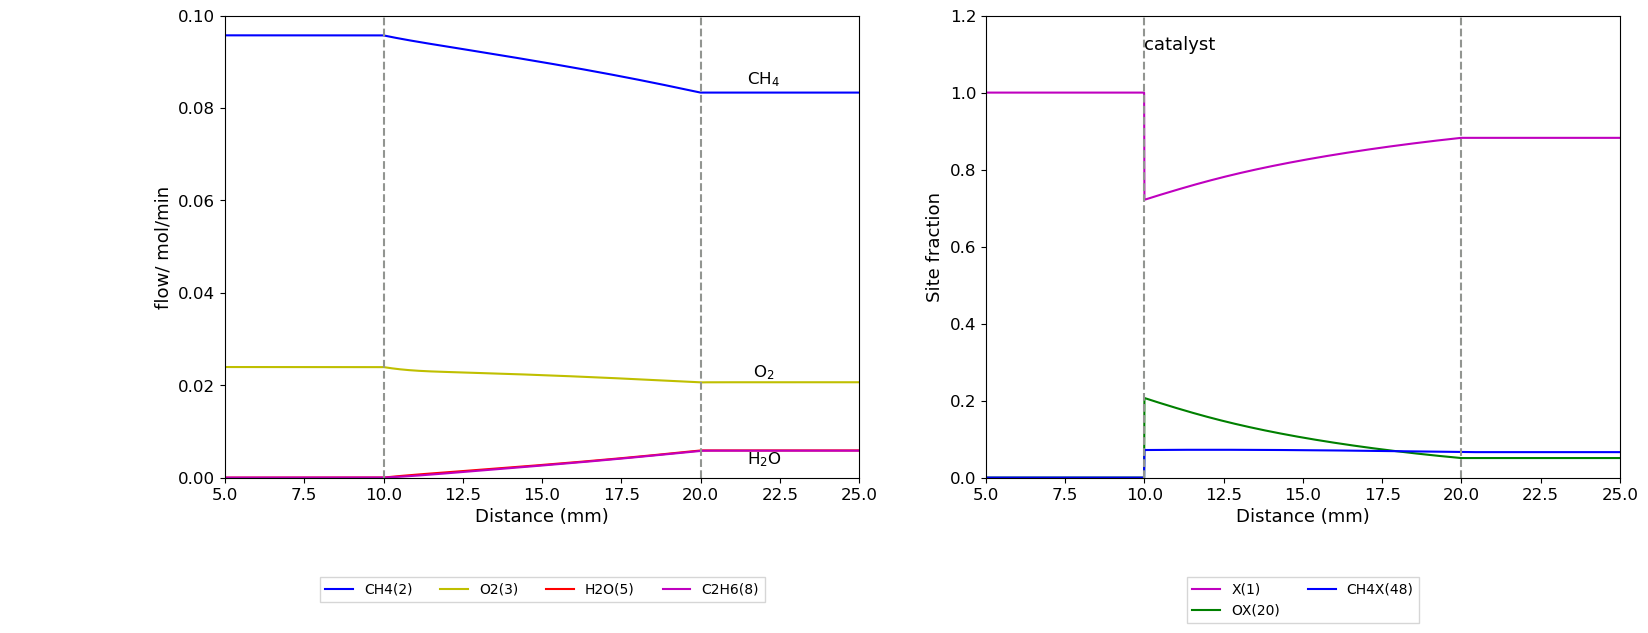 0.10
0.08
0.06
0.04
0.02
0.00
flow/ mol/min
CH₄
O₂
H₂O
5.0 7.5 10.0 12.5 15.0 17.5 20.0 22.5 25.0
Distance (mm)
CH4(2) O2(3) H2O(5) C2H6(8)
1.2
1.0
0.8
0.6
0.4
0.2
0.0
Site fraction
catalyst
5.0 7.5 10.0 12.5 15.0 17.5 20.0 22.5 25.0
Distance (mm)
X(1) CH4X(48)
OX(20)